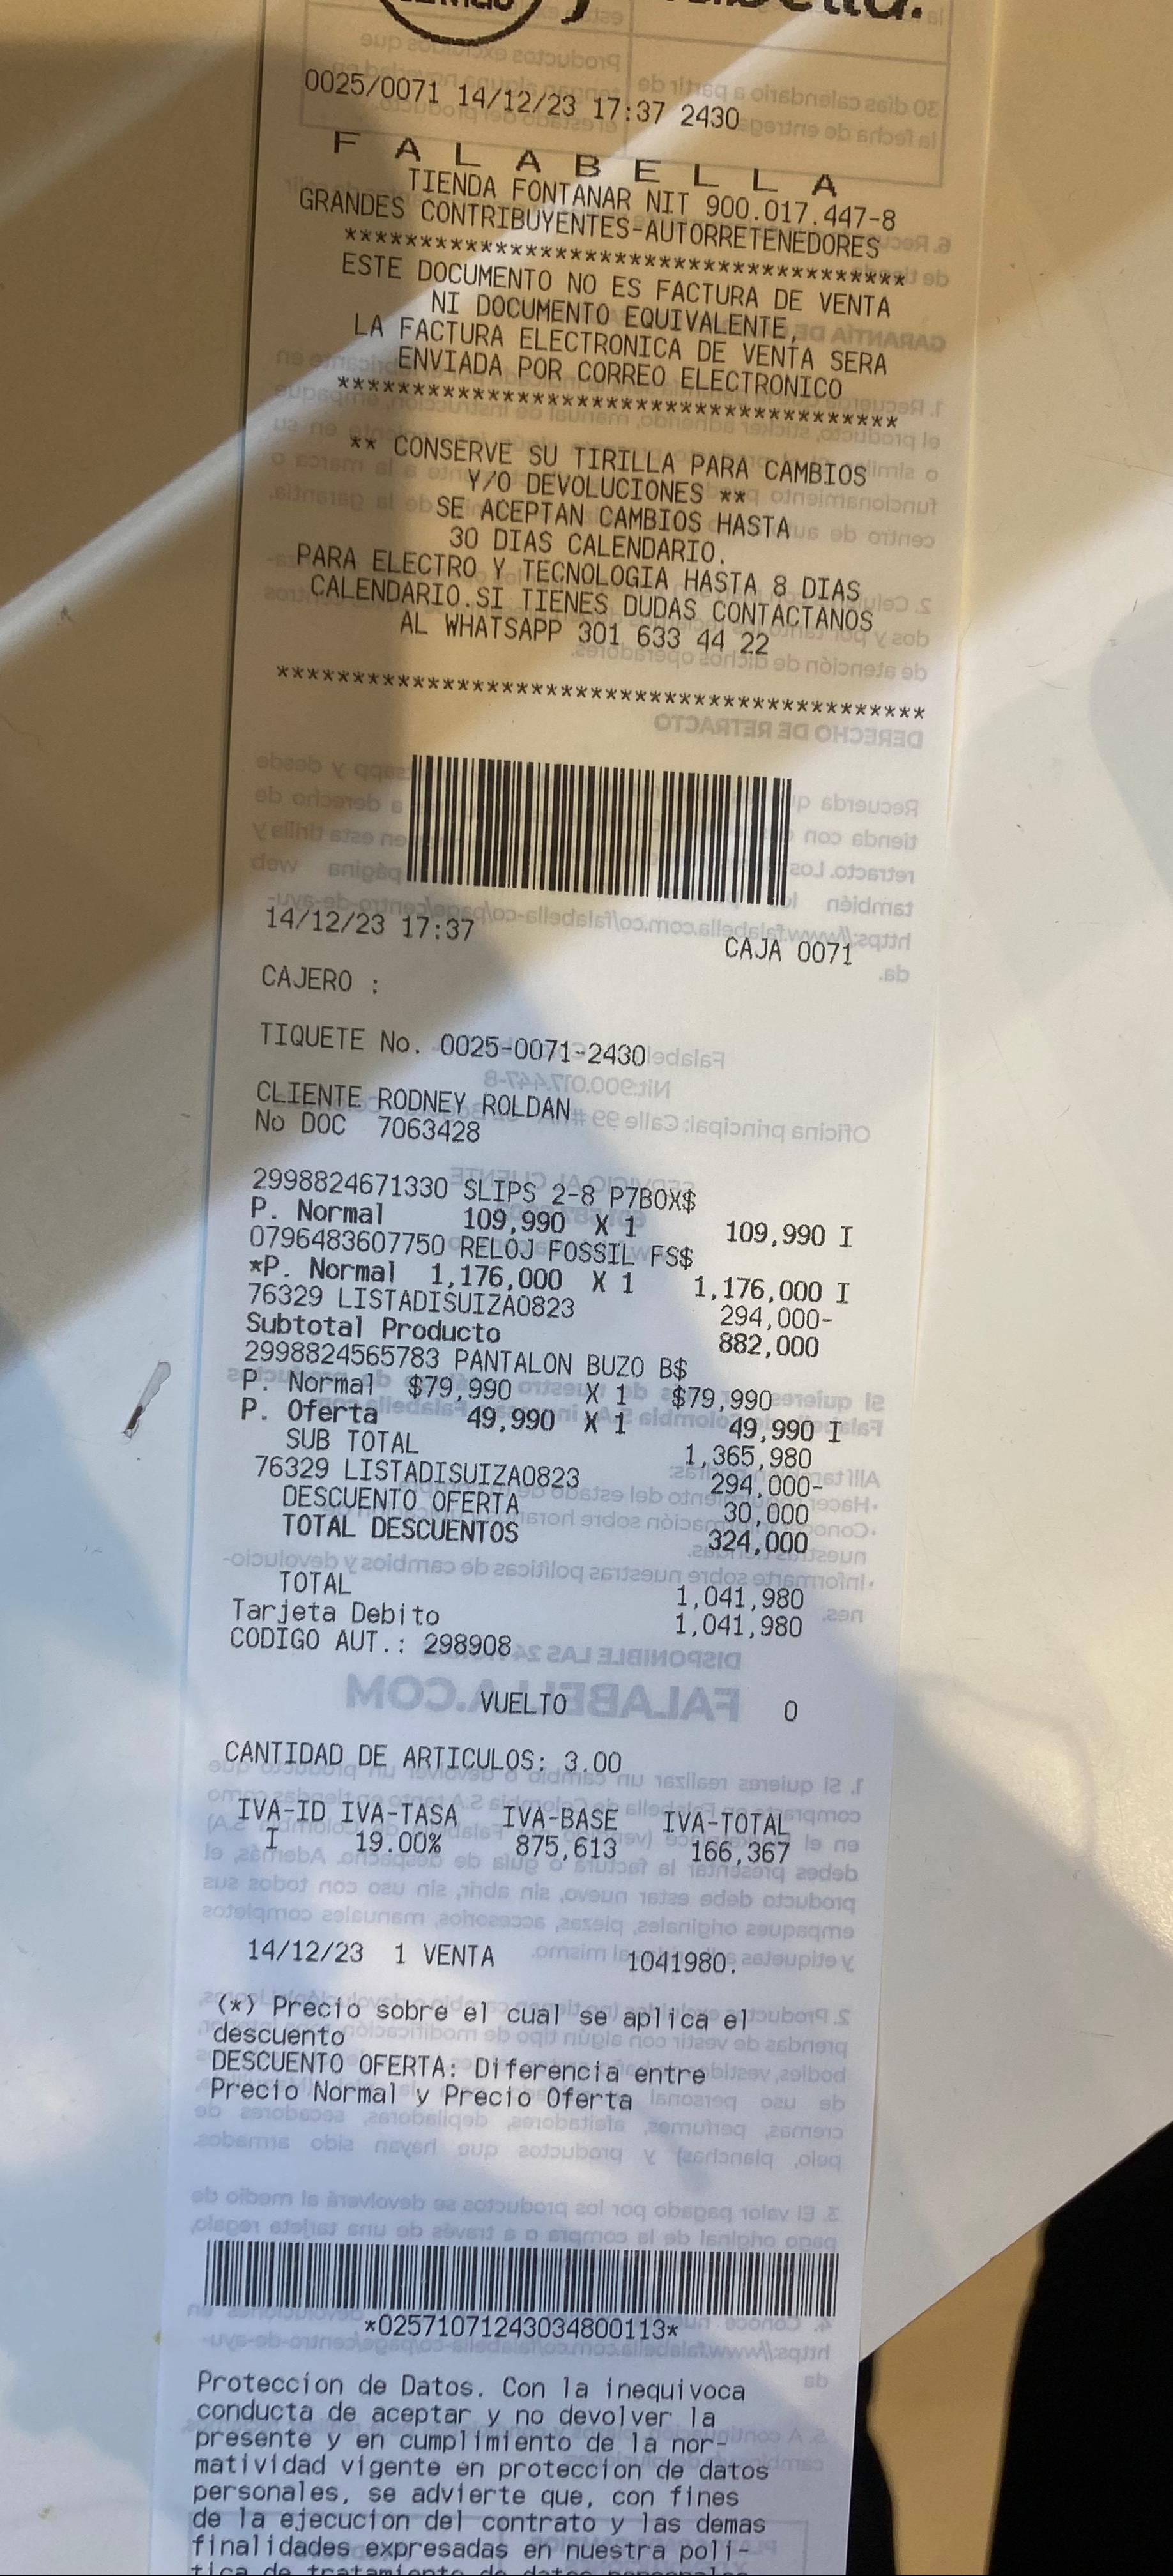 0025/0071 14/12/23 17:37 2430
F A L A B E L L A
TIENDA FONTANAR NIT 900.017.447-8
GRANDES CONTRIBUYENTES-AUTORRETENEDORES
*************************************
ESTE DOCUMENTO NO ES FACTURA DE VENTA
NI DOCUMENTO EQUIVALENTE,
LA FACTURA ELECTRONICA DE VENTA SERA
ENVIADA POR CORREO ELECTRONICO
*************************************
** CONSERVE SU TIRILLA PARA CAMBIOS
Y/O DEVOLUCIONES **
SE ACEPTAN CAMBIOS HASTA
30 DIAS CALENDARIO.
PARA ELECTRO Y TECNOLOGIA HASTA 8 DIAS
CALENDARIO.SI TIENES DUDAS CONTACTANOS
AL WHATSAPP 301 633 44 22
*******************************************
14/12/23 17:37 CAJA 0071
CAJERO :
TIQUETE No. 0025-0071-2430
CLIENTE RODNEY ROLDAN
No DOC 7063428
2998824671330 SLIPS 2-8 P7BOX$
P. Normal 109,990 X 1 109,990 I
0796483607750 RELOJ FOSSIL FS$
*P. Normal 1,176,000 X 1 1,176,000 I
76329 LISTADISUIZA0823 294,000-
Subtotal Producto 882,000
2998824565783 PANTALON BUZO B$
P. Normal $79,990 X 1 $79,990
P. Oferta 49,990 X 1 49,990 I
SUB TOTAL 1,365,980
76329 LISTADISUIZA0823 294,000-
DESCUENTO OFERTA 30,000
TOTAL DESCUENTOS 324,000
TOTAL 1,041,980
Tarjeta Debito 1,041,980
CODIGO AUT.: 298908
VUELTO 0
CANTIDAD DE ARTICULOS: 3.00
IVA-ID IVA-TASA IVA-BASE IVA-TOTAL
I 19.00% 875,613 166,367
14/12/23 1 VENTA 1041980.
(*) Precio sobre el cual se aplica el
descuento
DESCUENTO OFERTA: Diferencia entre
Precio Normal y Precio Oferta
*02571071243034800113*
Proteccion de Datos. Con la inequivoca
conducta de aceptar y no devolver la
presente y en cumplimiento de la nor-
matividad vigente en proteccion de datos
personales, se advierte que, con fines
de la ejecucion del contrato y las demas
finalidades expresadas en nuestra poli-
tica de tratamiento de datos personales